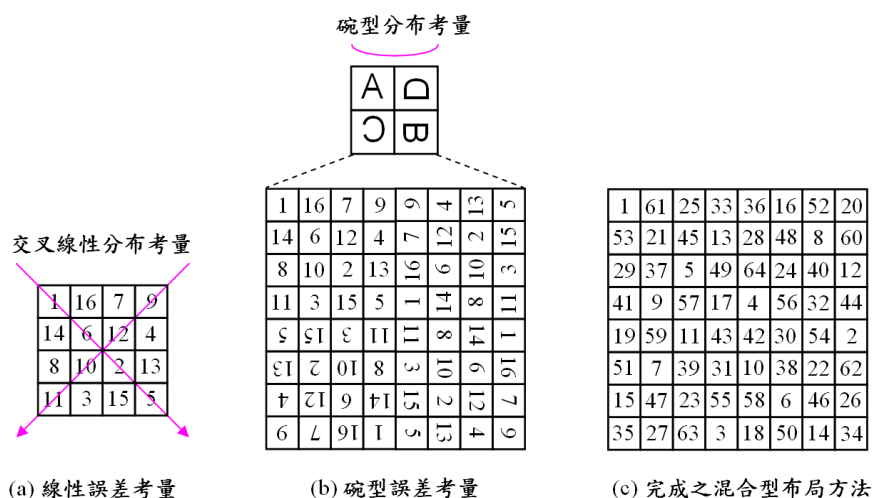 碗型分布考量
A D
C B
交叉線性分布考量
1 16 7 9
14 6 12 4
8 10 2 13
11 3 15 5
(a) 線性誤差考量
1 16 7 9 9 4 13 5
14 6 12 4 7 12 2 15
8 10 2 13 16 6 10 3
11 3 15 5 1 14 8 11
5 15 3 11 11 8 14 1
13 2 10 8 3 10 6 16
4 12 6 14 15 2 12 7
9 7 16 1 5 13 4 9
(b) 碗型誤差考量
1 61 25 33 36 16 52 20
53 21 45 13 28 48 8 60
29 37 5 49 64 24 40 12
41 9 57 17 4 56 32 44
19 59 11 43 42 30 54 2
51 7 39 31 10 38 22 62
15 47 23 55 58 6 46 26
35 27 63 3 18 50 14 34
(c) 完成之混合型布局方法